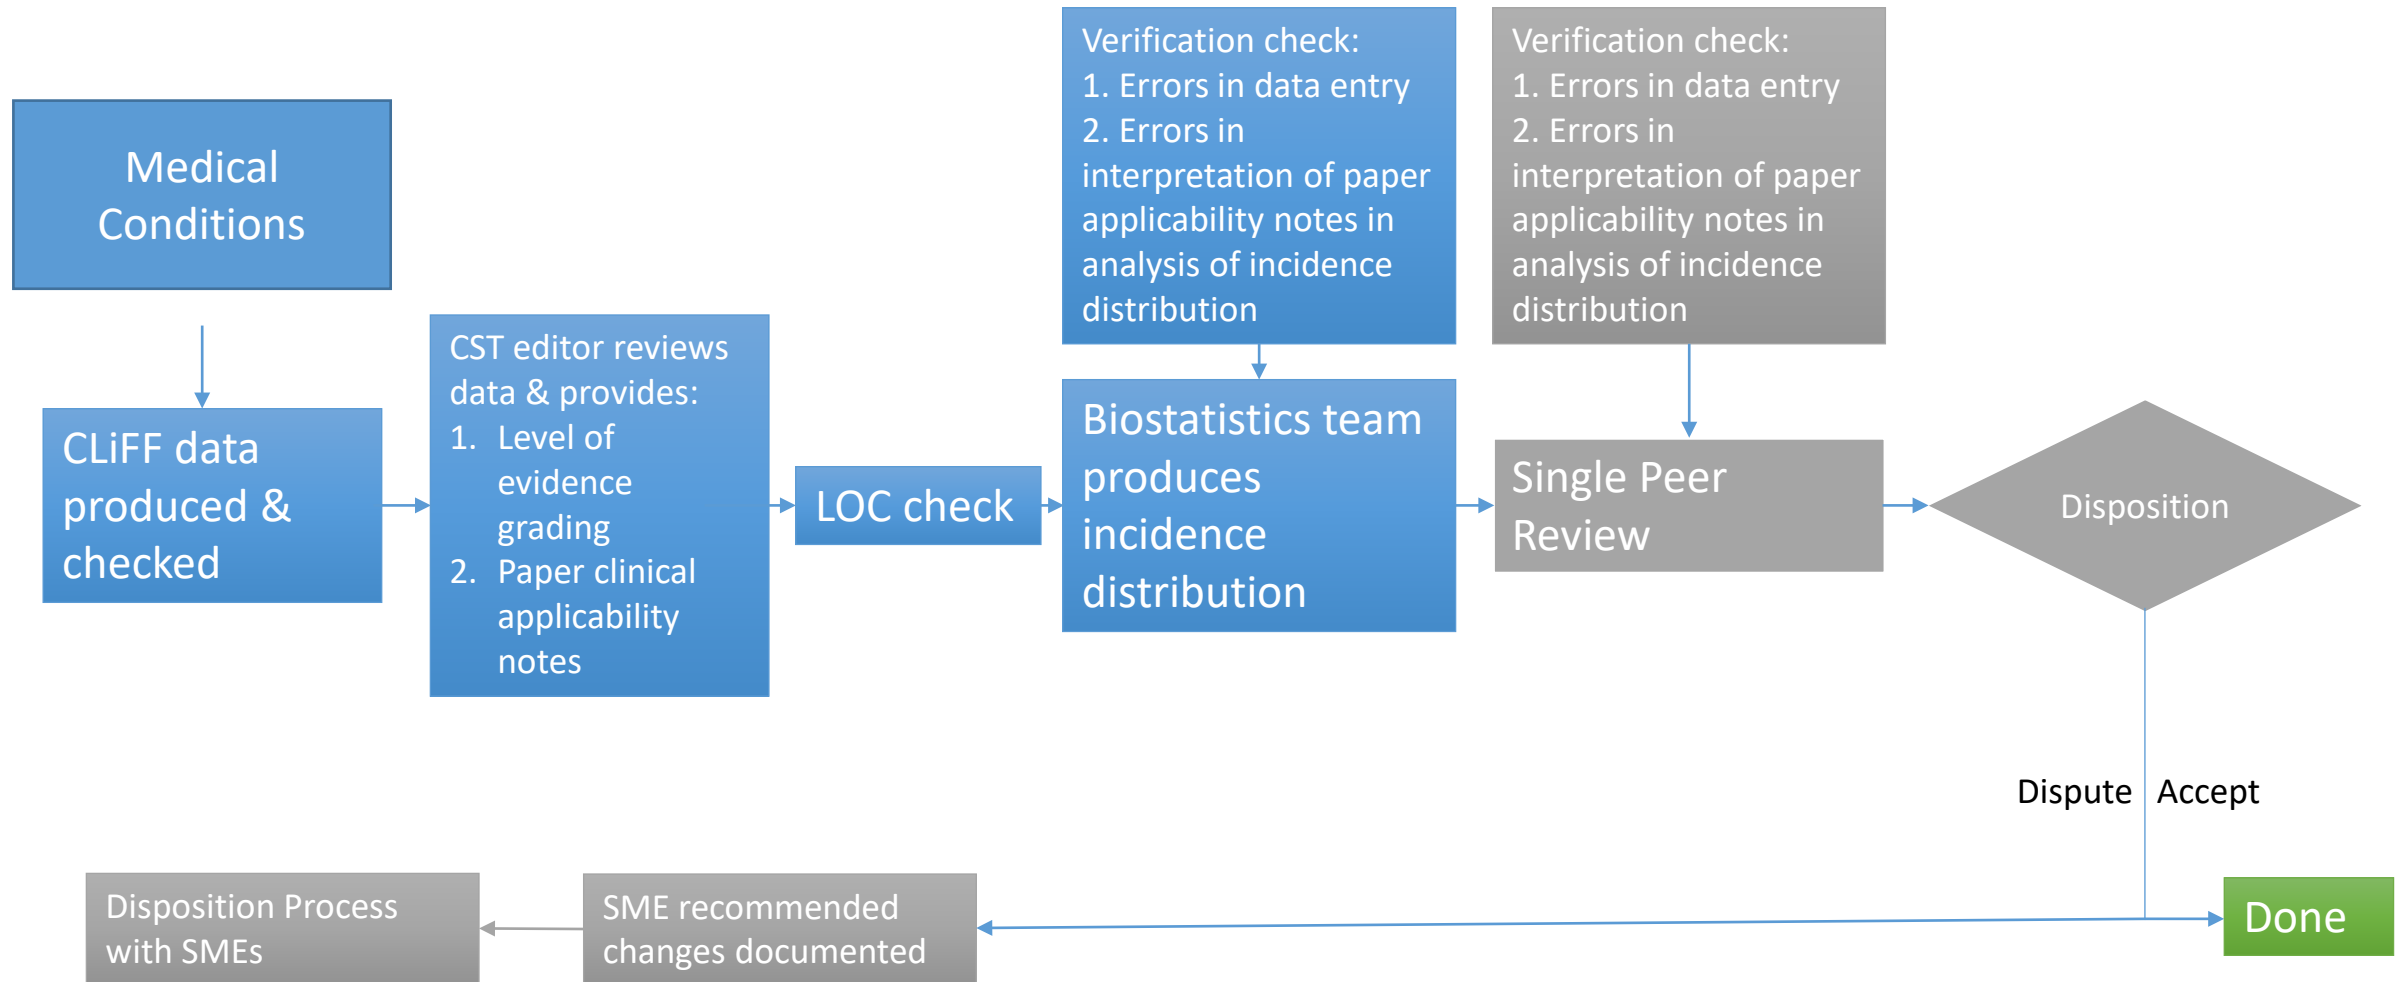 Medical
Conditions
CLiFF data
produced &
checked
CST editor reviews
data & provides:
1. Level of
evidence
grading
2. Paper clinical
applicability
notes
LOC check
Verification check:
1. Errors in data entry
2. Errors in
interpretation of paper
applicability notes in
analysis of incidence
distribution
Biostatistics team
produces
incidence
distribution
Verification check:
1. Errors in data entry
2. Errors in
interpretation of paper
applicability notes in
analysis of incidence
distribution
Single Peer
Review
Disposition
Dispute
Accept
Done
SME recommended
changes documented
Disposition Process
with SMEs